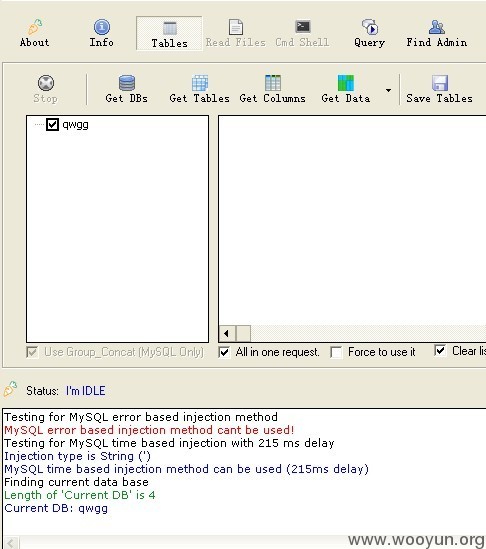 About Info Tables Read Files Cmd Shell Query Find Admin
Stop Get DBs Get Tables Get Columns Get Data Save Tables
qwgg
Use Group_Concat (MySQL Only) All in one request. Force to use it Clear lis
Status: I'm IDLE
Testing for MySQL error based injection method
MySQL error based injection method cant be used!
Testing for MySQL time based injection with 215 ms delay
Injection type is String (')
MySQL time based injection method can be used (215ms delay)
Finding current data base
Length of 'Current DB' is 4
Current DB: qwgg
www.wooyun.org